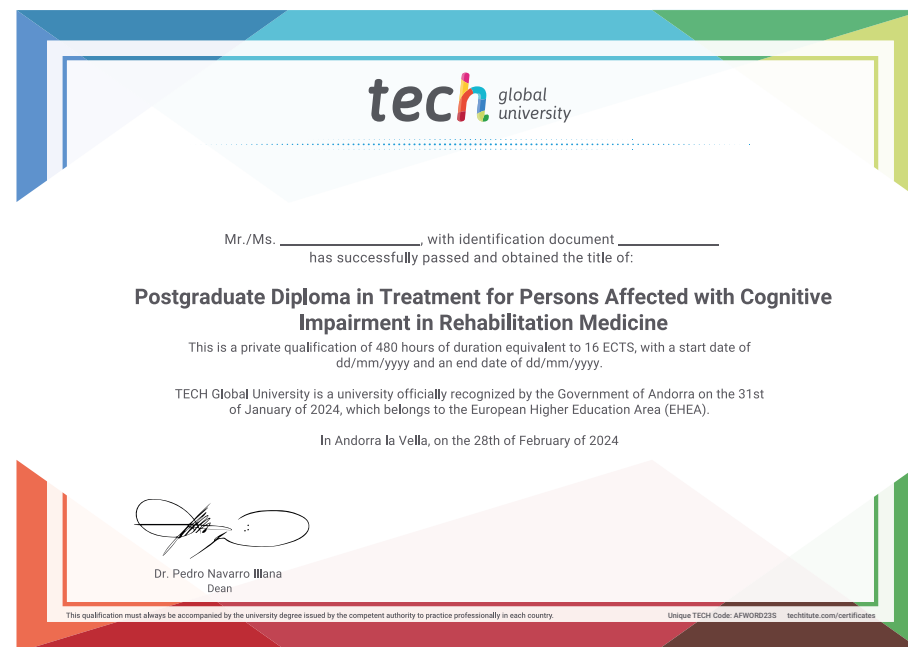 tech global
university
Mr./Ms. ____________________, with identification document ______________
has successfully passed and obtained the title of:
Postgraduate Diploma in Treatment for Persons Affected with Cognitive
Impairment in Rehabilitation Medicine
This is a private qualification of 480 hours of duration equivalent to 16 ECTS, with a start date of
dd/mm/yyyy and an end date of dd/mm/yyyy.
TECH Global University is a university officially recognized by the Government of Andorra on the 31st
of January of 2024, which belongs to the European Higher Education Area (EHEA).
In Andorra la Vella, on the 28th of February of 2024
Dr. Pedro Navarro Illana
Dean
This qualification must always be accompanied by the university degree issued by the competent authority to practice professionally in each country. Unique TECH Code: AFWORD23S techtitute.com/certificates